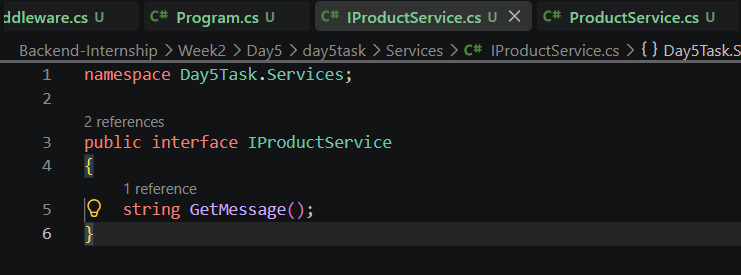 ddleware.cs U
C# Program.cs U
C# IProductService.cs U
C# ProductService.cs U
Backend-Internship > Week2 > Day5 > day5task > Services > C# IProductService.cs > { } Day5Task.S
1 namespace Day5Task.Services;
2
2 references
3 public interface IProductService
4 {
1 reference
5 string GetMessage();
6 }